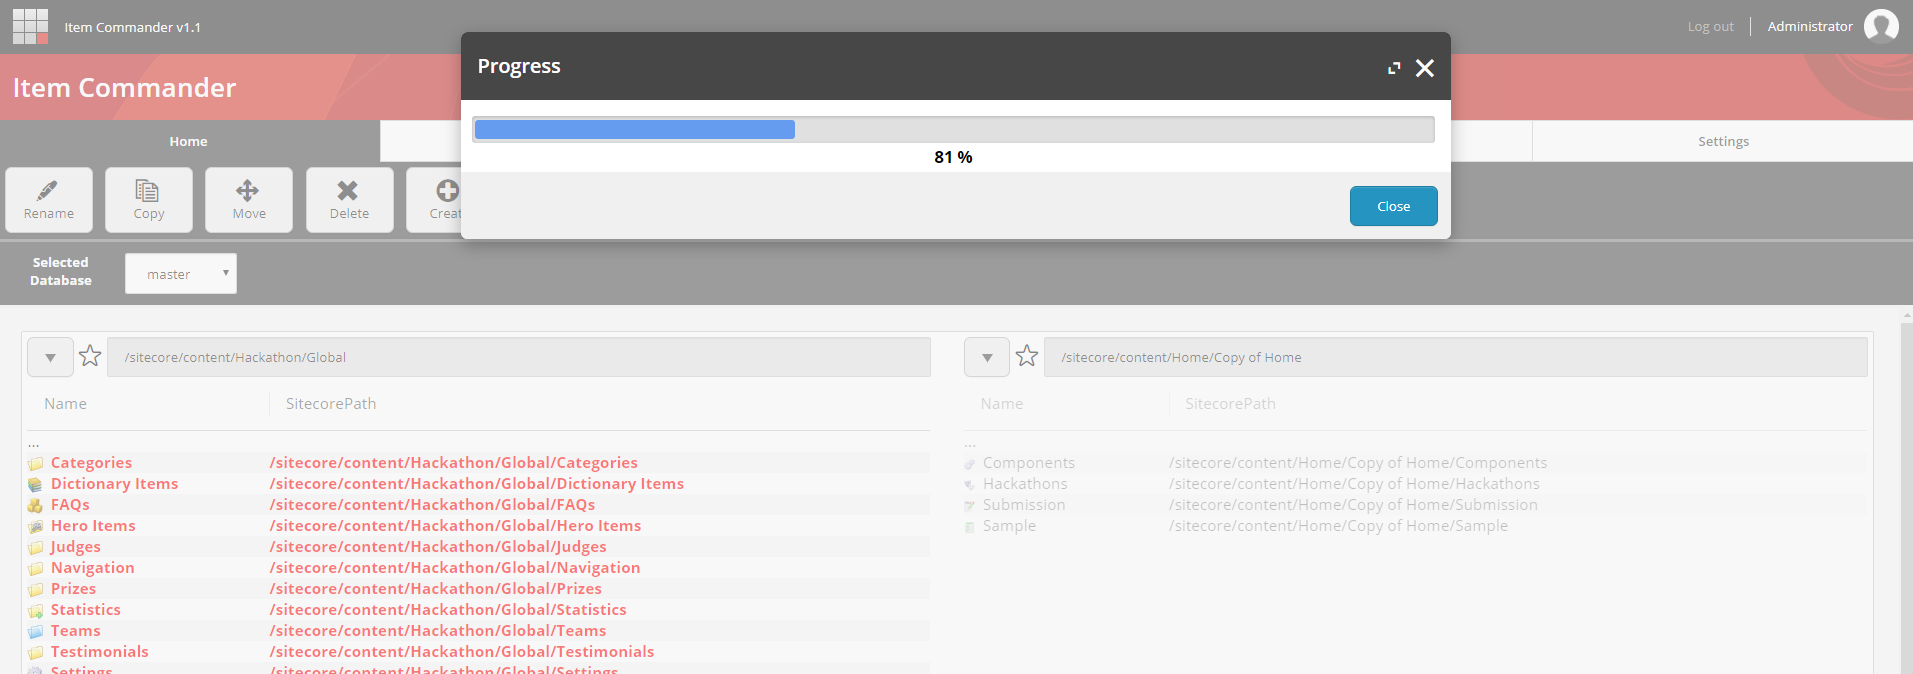 Item Commander v1.1
Log out
Administrator
Item Commander
Progress
81 %
Close
Home
Settings
Rename
Copy
Move
Delete
Selected
Database
master
/sitecore/content/Hackathon/Global
Name SitecorePath
...
Categories /sitecore/content/Hackathon/Global/Categories
Dictionary Items /sitecore/content/Hackathon/Global/Dictionary Items
FAQs /sitecore/content/Hackathon/Global/FAQs
Hero Items /sitecore/content/Hackathon/Global/Hero Items
Judges /sitecore/content/Hackathon/Global/Judges
Navigation /sitecore/content/Hackathon/Global/Navigation
Prizes /sitecore/content/Hackathon/Global/Prizes
Statistics /sitecore/content/Hackathon/Global/Statistics
Teams /sitecore/content/Hackathon/Global/Teams
Testimonials /sitecore/content/Hackathon/Global/Testimonials
Settings /sitecore/content/Hackathon/Global/Settings
/sitecore/content/Home/Copy of Home
Name SitecorePath
...
Components /sitecore/content/Home/Copy of Home/Components
Hackathons /sitecore/content/Home/Copy of Home/Hackathons
Submission /sitecore/content/Home/Copy of Home/Submission
Sample /sitecore/content/Home/Copy of Home/Sample